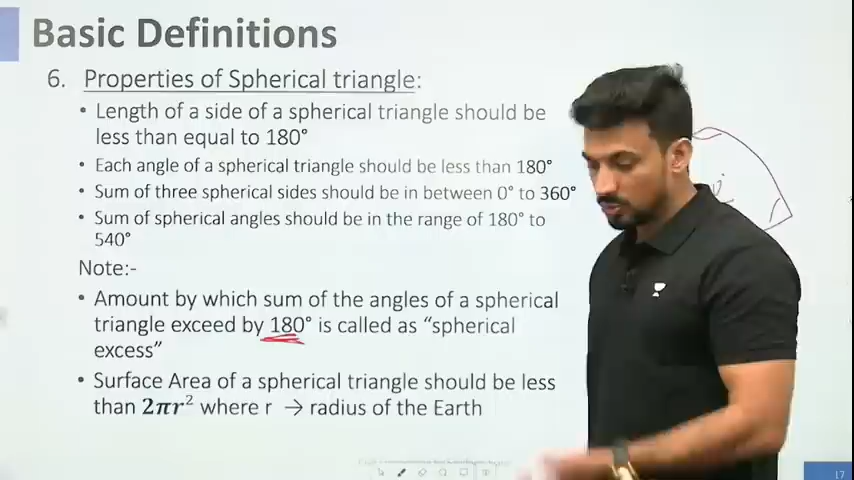 Basic Definitions
6. Properties of Spherical triangle:
• Length of a side of a spherical triangle should be
less than equal to 180°
• Each angle of a spherical triangle should be less than 180°
• Sum of three spherical sides should be in between 0° to 360°
• Sum of spherical angles should be in the range of 180° to
540°
Note:-
• Amount by which sum of the angles of a spherical
triangle exceed by 180° is called as “spherical
excess”
• Surface Area of a spherical triangle should be less
than 2πr² where r → radius of the Earth
17